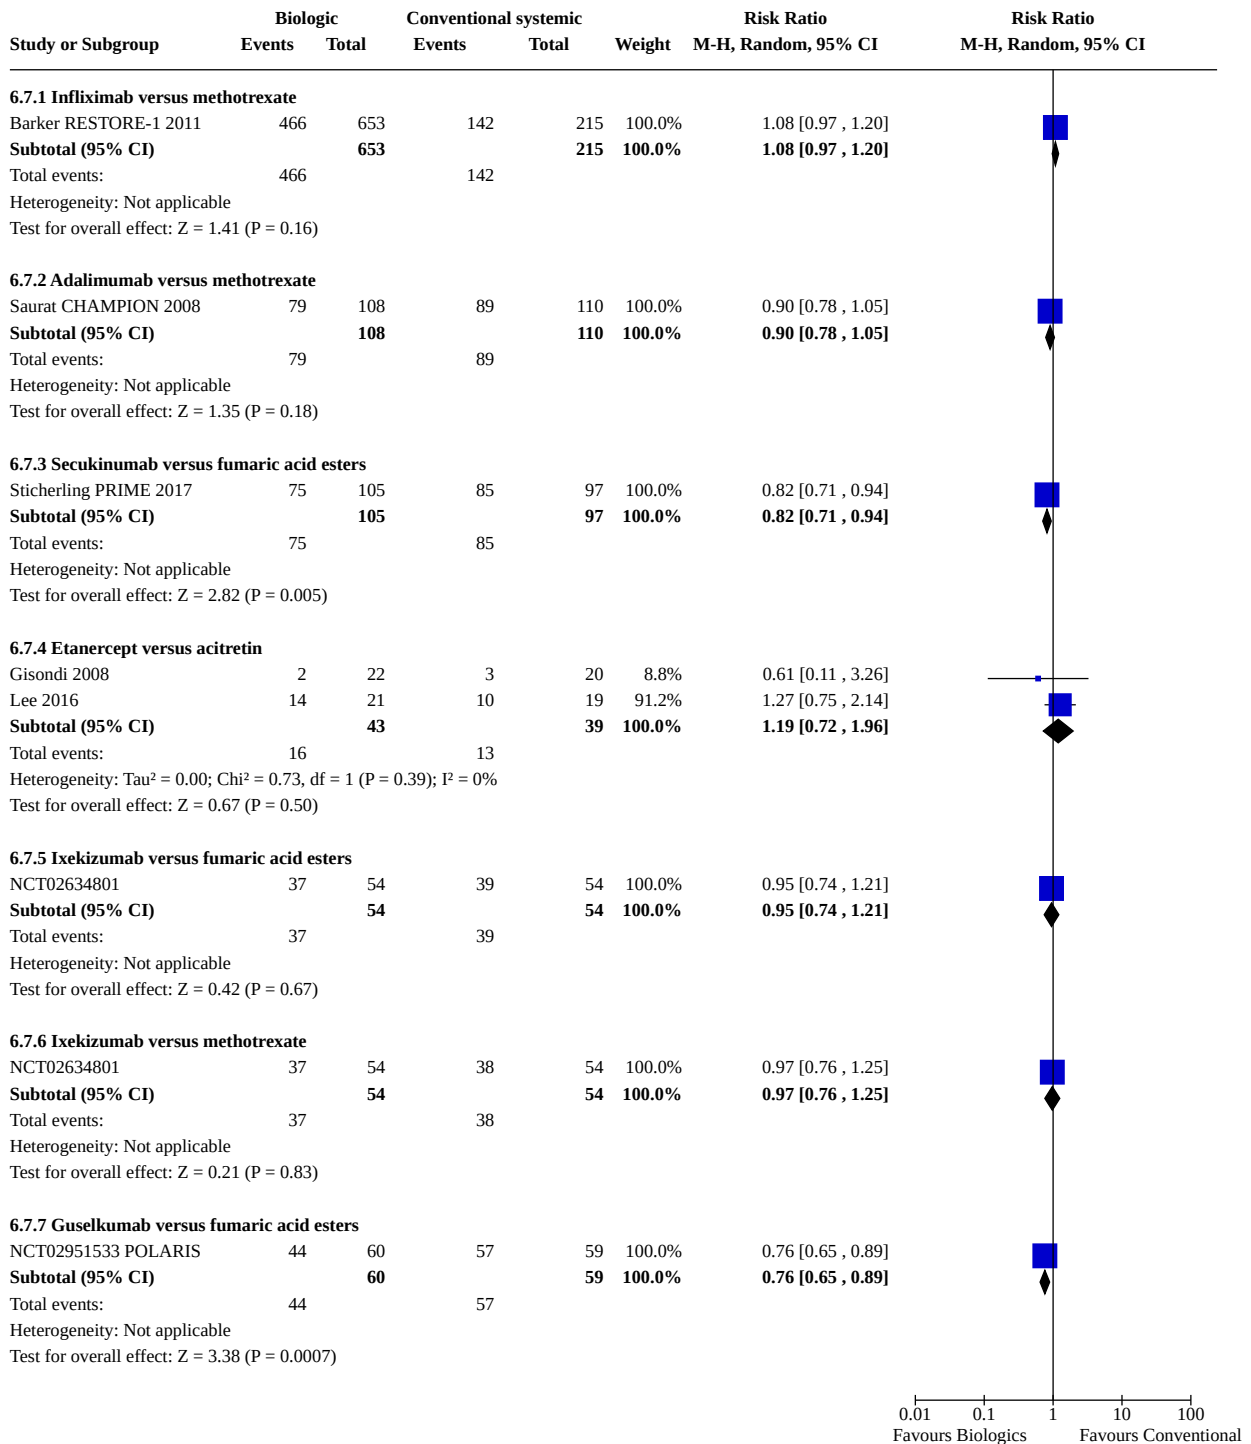 Biologic Conventional systemic Risk Ratio Risk Ratio
Study or Subgroup Events Total Events Total Weight M-H, Random, 95% CI M-H, Random, 95% CI
6.7.1 Infliximab versus methotrexate
Barker RESTORE-1 2011 466 653 142 215 100.0% 1.08 [0.97 , 1.20]
Subtotal (95% CI) 653 215 100.0% 1.08 [0.97 , 1.20]
Total events: 466 142
Heterogeneity: Not applicable
Test for overall effect: Z = 1.41 (P = 0.16)
6.7.2 Adalimumab versus methotrexate
Saurat CHAMPION 2008 79 108 89 110 100.0% 0.90 [0.78 , 1.05]
Subtotal (95% CI) 108 110 100.0% 0.90 [0.78 , 1.05]
Total events: 79 89
Heterogeneity: Not applicable
Test for overall effect: Z = 1.35 (P = 0.18)
6.7.3 Secukinumab versus fumaric acid esters
Sticherling PRIME 2017 75 105 85 97 100.0% 0.82 [0.71 , 0.94]
Subtotal (95% CI) 105 97 100.0% 0.82 [0.71 , 0.94]
Total events: 75 85
Heterogeneity: Not applicable
Test for overall effect: Z = 2.82 (P = 0.005)
6.7.4 Etanercept versus acitretin
Gisondi 2008 2 22 3 20 8.8% 0.61 [0.11 , 3.26]
Lee 2016 14 21 10 19 91.2% 1.27 [0.75 , 2.14]
Subtotal (95% CI) 43 39 100.0% 1.19 [0.72 , 1.96]
Total events: 16 13
Heterogeneity: Tau² = 0.00; Chi² = 0.73, df = 1 (P = 0.39); I² = 0%
Test for overall effect: Z = 0.67 (P = 0.50)
6.7.5 Ixekizumab versus fumaric acid esters
NCT02634801 37 54 39 54 100.0% 0.95 [0.74 , 1.21]
Subtotal (95% CI) 54 54 100.0% 0.95 [0.74 , 1.21]
Total events: 37 39
Heterogeneity: Not applicable
Test for overall effect: Z = 0.42 (P = 0.67)
6.7.6 Ixekizumab versus methotrexate
NCT02634801 37 54 38 54 100.0% 0.97 [0.76 , 1.25]
Subtotal (95% CI) 54 54 100.0% 0.97 [0.76 , 1.25]
Total events: 37 38
Heterogeneity: Not applicable
Test for overall effect: Z = 0.21 (P = 0.83)
6.7.7 Guselkumab versus fumaric acid esters
NCT02951533 POLARIS 44 60 57 59 100.0% 0.76 [0.65 , 0.89]
Subtotal (95% CI) 60 59 100.0% 0.76 [0.65 , 0.89]
Total events: 44 57
Heterogeneity: Not applicable
Test for overall effect: Z = 3.38 (P = 0.0007)
0.01 0.1 1 10 100
Favours Biologics Favours Conventional